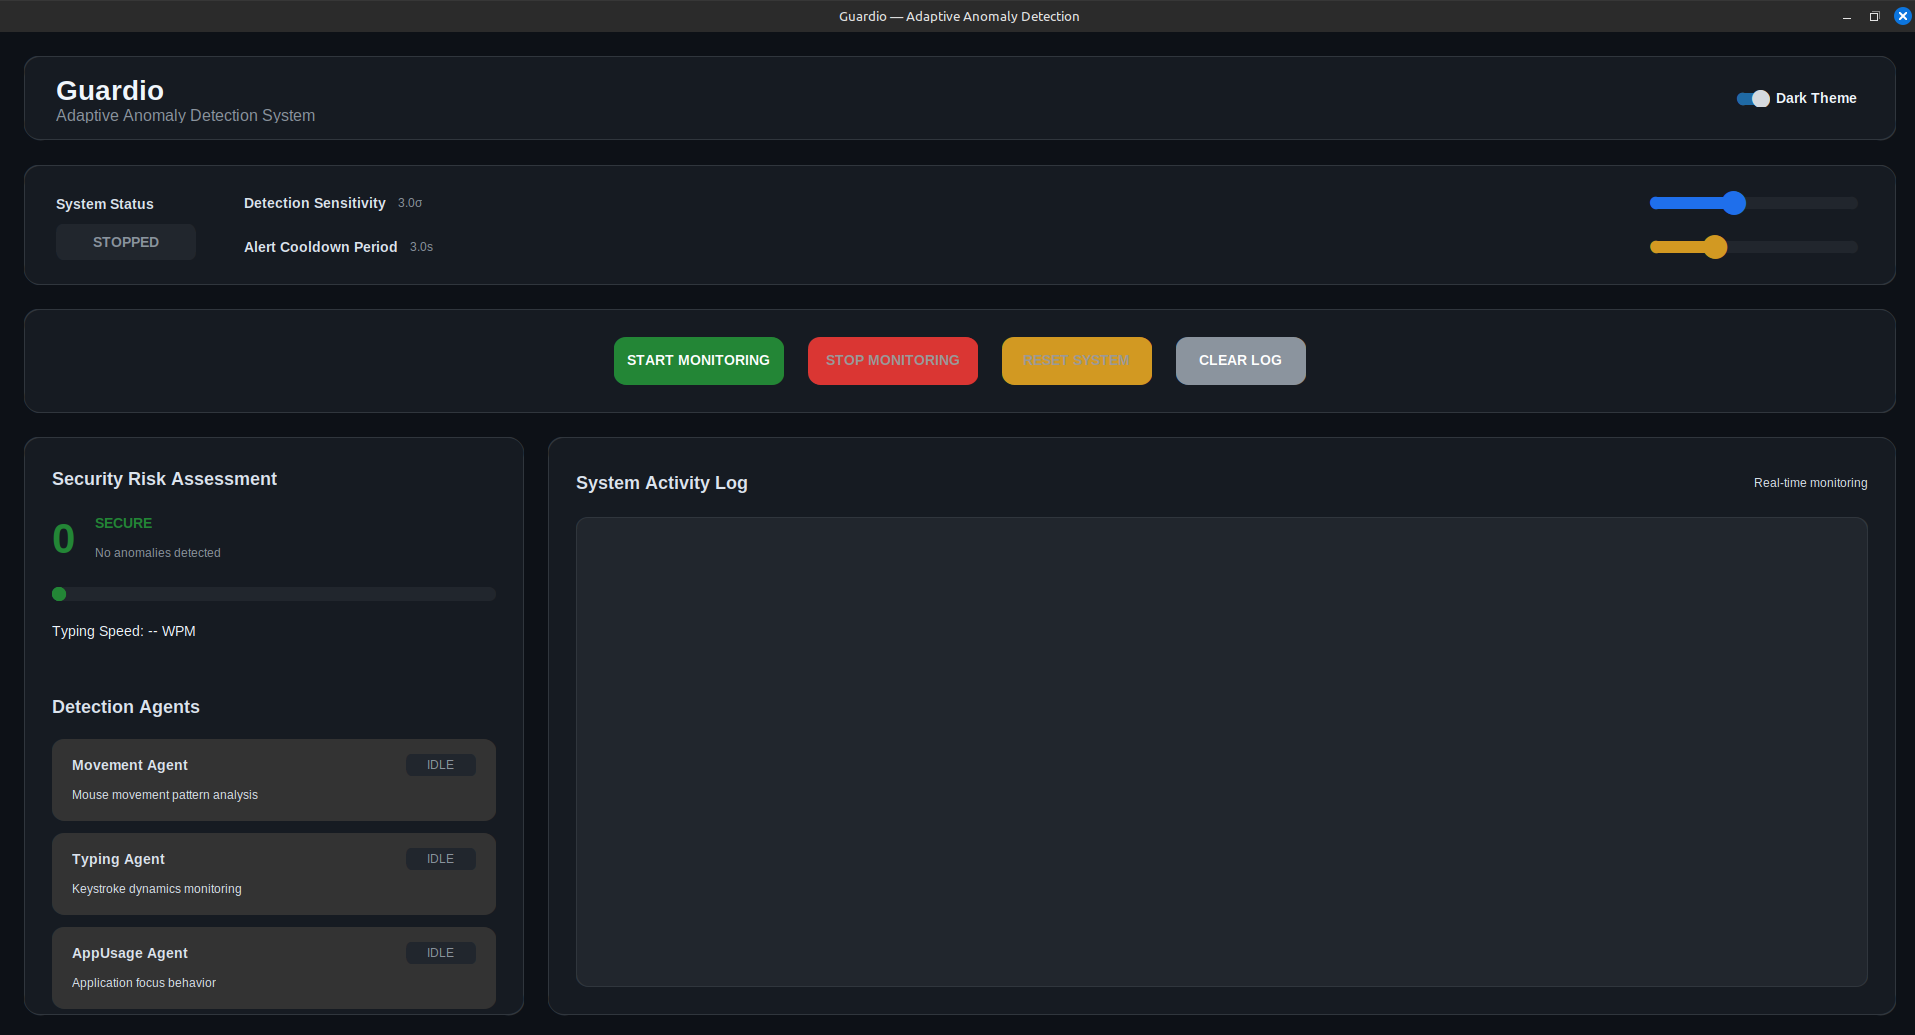 Guardio — Adaptive Anomaly Detection
Guardio
Adaptive Anomaly Detection System
Dark Theme
System Status
STOPPED
Detection Sensitivity 3.0σ
Alert Cooldown Period 3.0s
START MONITORING
STOP MONITORING
RESET SYSTEM
CLEAR LOG
Security Risk Assessment
0
SECURE
No anomalies detected
Typing Speed: -- WPM
Detection Agents
Movement Agent
IDLE
Mouse movement pattern analysis
Typing Agent
IDLE
Keystroke dynamics monitoring
AppUsage Agent
IDLE
Application focus behavior
System Activity Log
Real-time monitoring